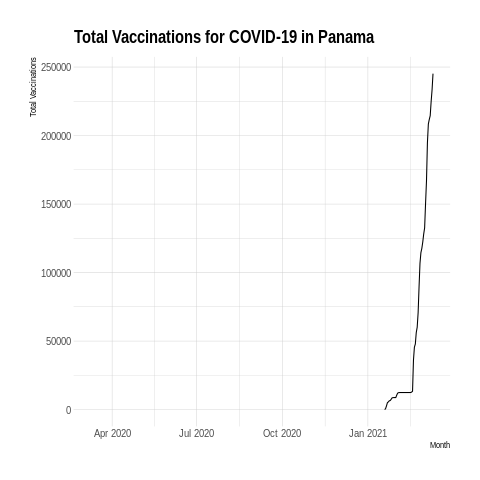 Total Vaccinations for COVID-19 in Panama
Total Vaccinations
250000
200000
150000
100000
50000
0
Apr 2020 Jul 2020 Oct 2020 Jan 2021
Month